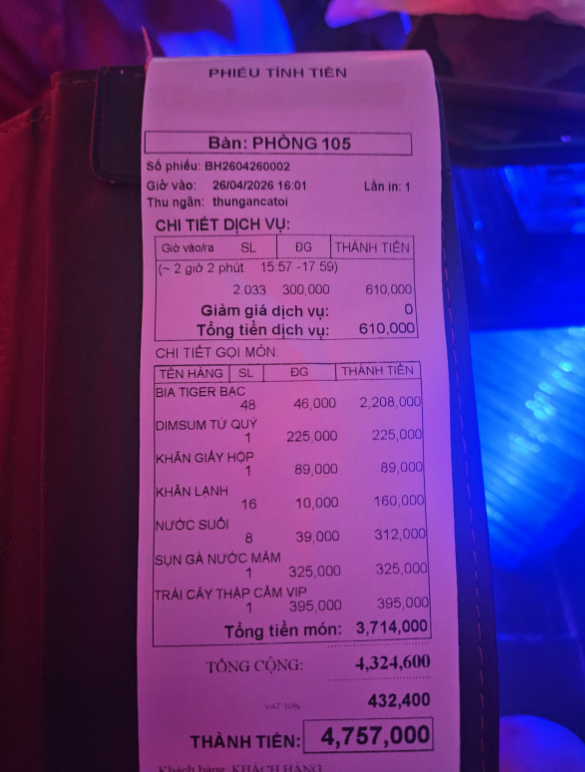 PHIẾU TÍNH TIỀN
Bàn: PHÒNG 105
Số phiếu: BH2604260002
Giờ vào: 26/04/2026 16:01 Lần in: 1
Thu ngân: thungancatoi
CHI TIẾT DỊCH VỤ:
Giờ vào/ra SL ĐG THÀNH TIỀN
(~ 2 giờ 2 phút 15:57 -17:59)
2.033 300,000 610,000
Giảm giá dịch vụ: 0
Tổng tiền dịch vụ: 610,000
CHI TIẾT GỌI MÓN:
TÊN HÀNG SL ĐG THÀNH TIỀN
BIA TIGER BẠC
48 46,000 2,208,000
DIMSUM TỨ QUÝ
1 225,000 225,000
KHĂN GIẤY HỘP
1 89,000 89,000
KHĂN LẠNH
16 10,000 160,000
NƯỚC SUỐI
8 39,000 312,000
SỤN GÀ NƯỚC MẮM
1 325,000 325,000
TRÁI CÂY THẬP CẨM VIP
1 395,000 395,000
Tổng tiền món: 3,714,000
TỔNG CỘNG: 4,324,600
VAT 10% 432,400
THÀNH TIỀN: 4,757,000
Khách hàng: KHÁCH HÀNG